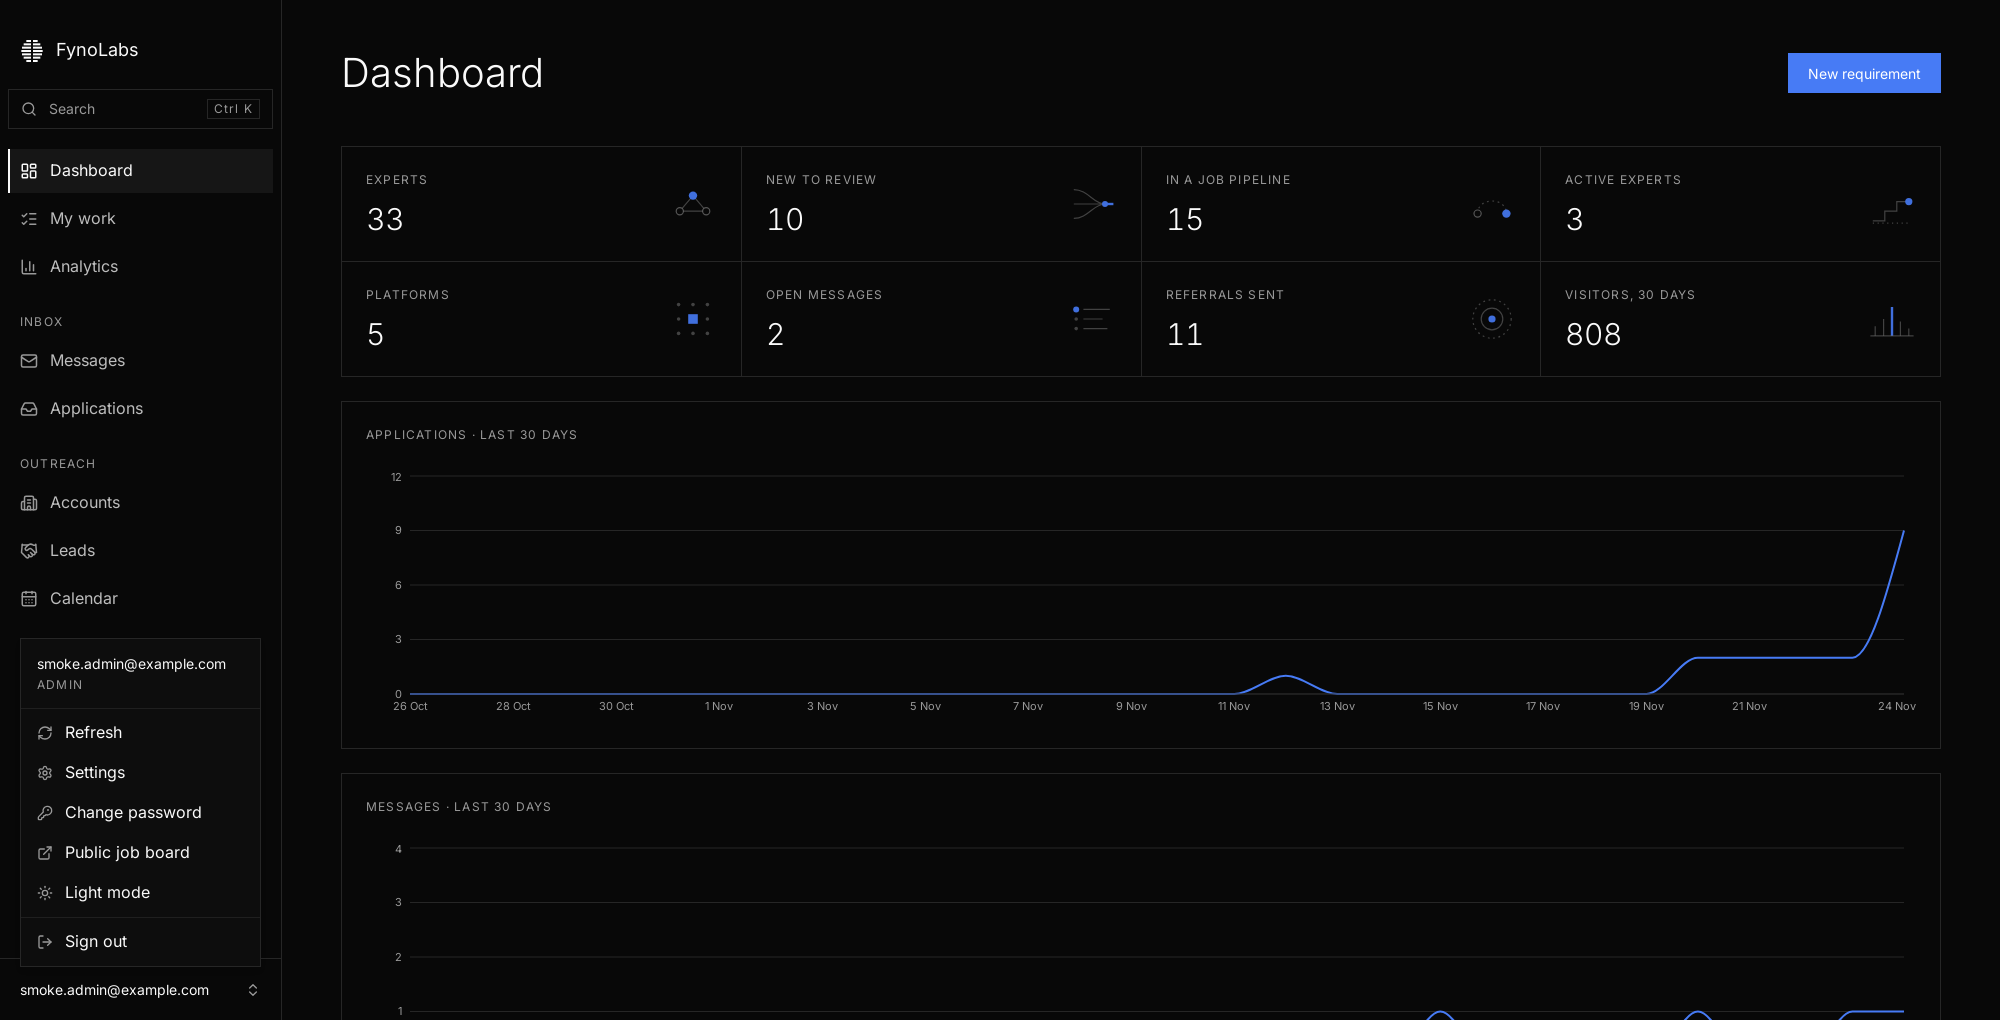 FynoLabs
Search Ctrl K
Dashboard
My work
Analytics
INBOX
Messages
Applications
OUTREACH
Accounts
Leads
Calendar
smoke.admin@example.com
ADMIN
Refresh
Settings
Change password
Public job board
Light mode
Sign out
smoke.admin@example.com
Dashboard
New requirement
EXPERTS
33
NEW TO REVIEW
10
IN A JOB PIPELINE
15
ACTIVE EXPERTS
3
PLATFORMS
5
OPEN MESSAGES
2
REFERRALS SENT
11
VISITORS, 30 DAYS
808
APPLICATIONS · LAST 30 DAYS
12
9
6
3
0
26 Oct 28 Oct 30 Oct 1 Nov 3 Nov 5 Nov 7 Nov 9 Nov 11 Nov 13 Nov 15 Nov 17 Nov 19 Nov 21 Nov 24 Nov
MESSAGES · LAST 30 DAYS
4
3
2
1